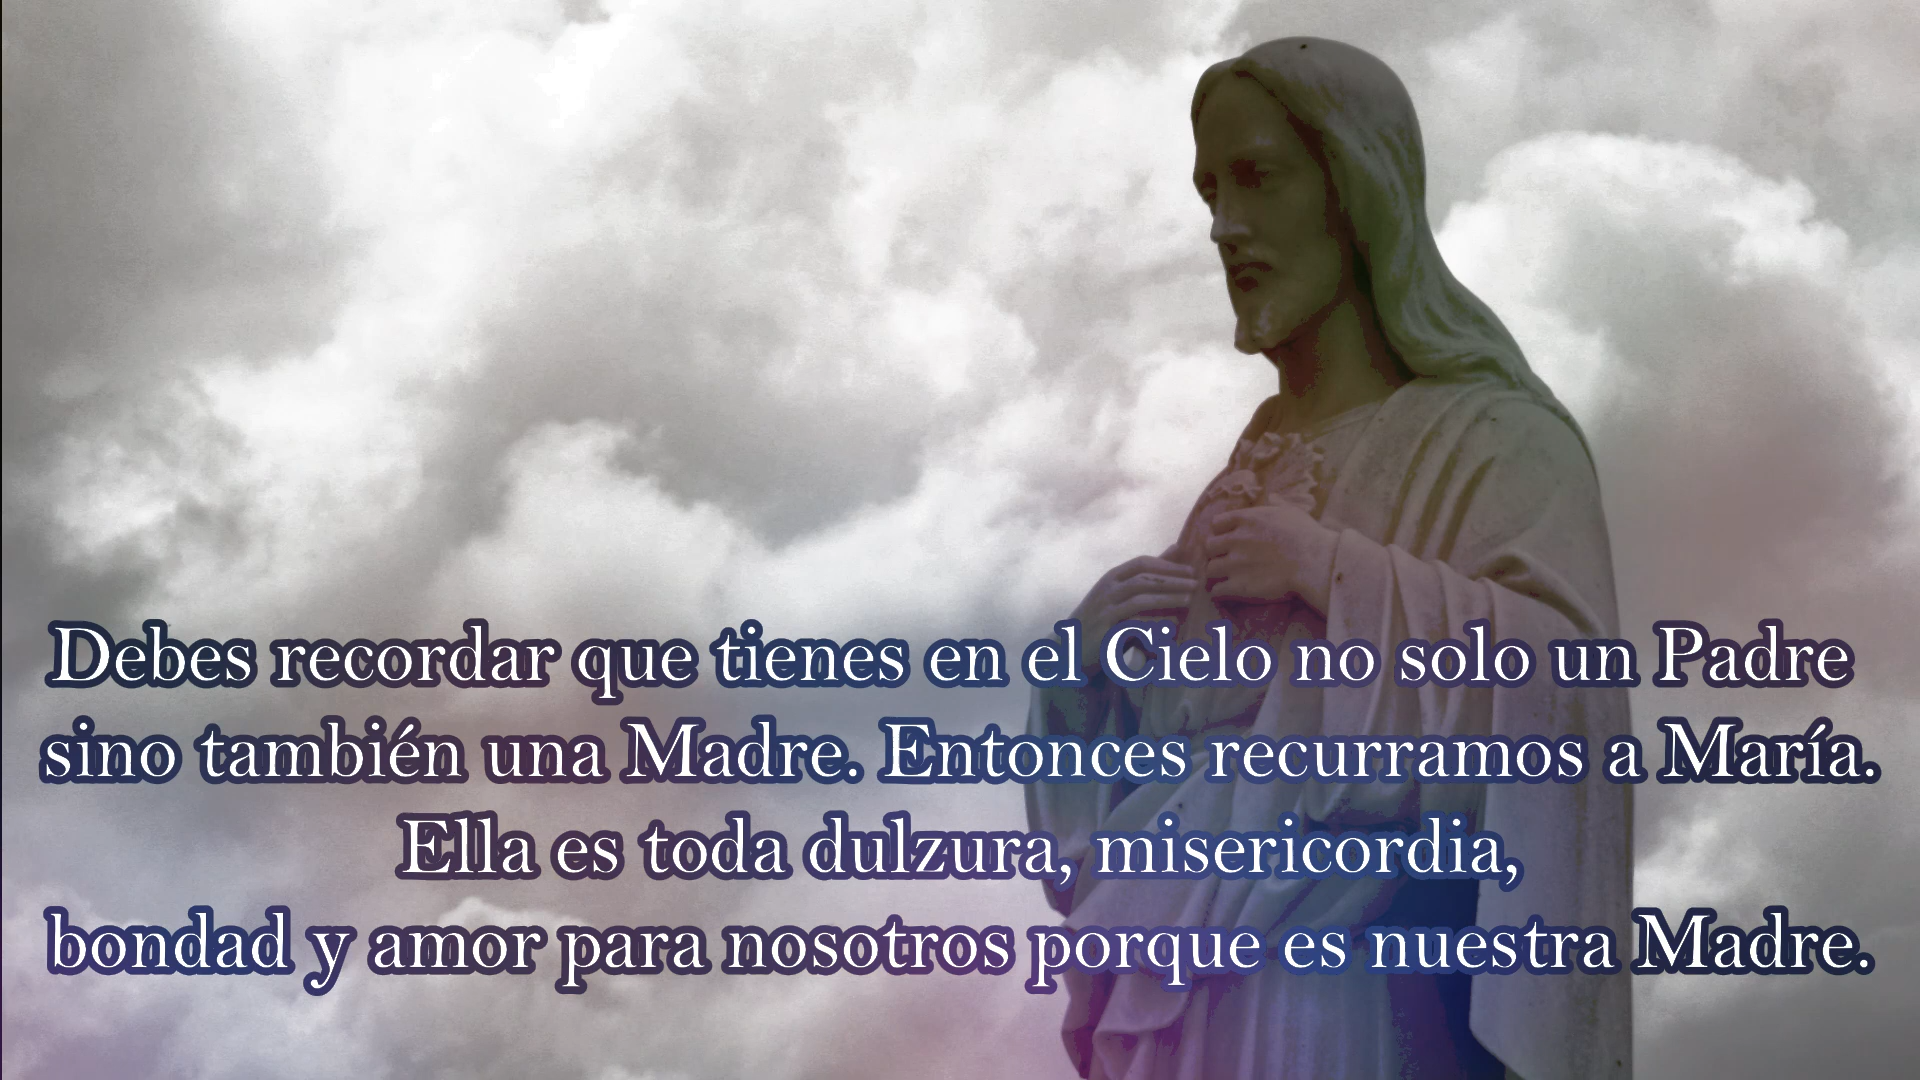 Debes recordar que tienes en el Cielo no solo un Padre
sino también una Madre. Entonces recurramos a María.
Ella es toda dulzura, misericordia,
bondad y amor para nosotros porque es nuestra Madre.